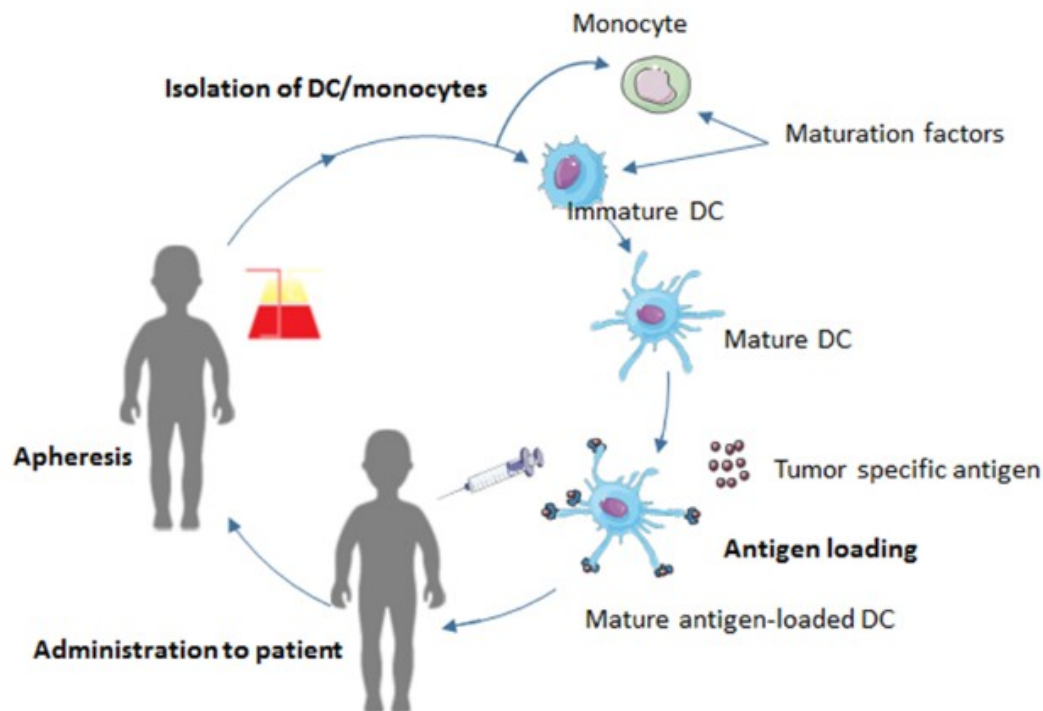 Monocyte
Isolation of DC/monocytes
Maturation factors
Immature DC
Mature DC
Apheresis
Tumor specific antigen
Antigen loading
Mature antigen-loaded DC
Administration to patient